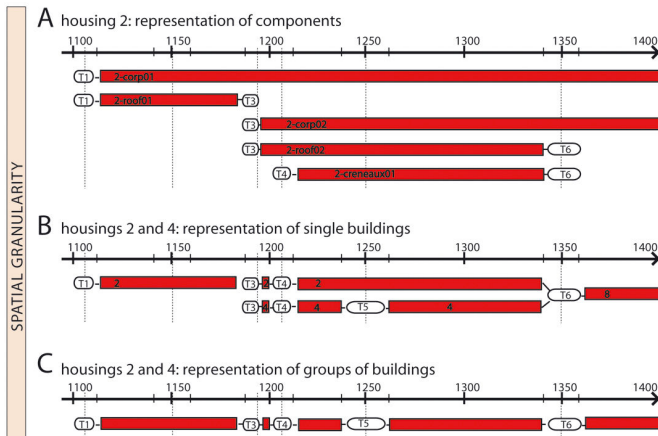 SPATIAL GRANULARITY
A housing 2: representation of components
1100 1150 1200 1250 1300 1400
T1 2-corp01
T1 2-roof01 T3
T3 2-corp02
T3 2-roof02 T6
T4 2-creneaux01 T6
B housings 2 and 4: representation of single buildings
1100 1150 1200 1250 1300 1350 1400
T1 2 T3 2 T4 2
T6 8
T3 4 T4 4 T5 4
C housings 2 and 4: representation of groups of buildings
1100 1150 1200 1250 1300 1350 1400
T1 T3 T4 T5 T6